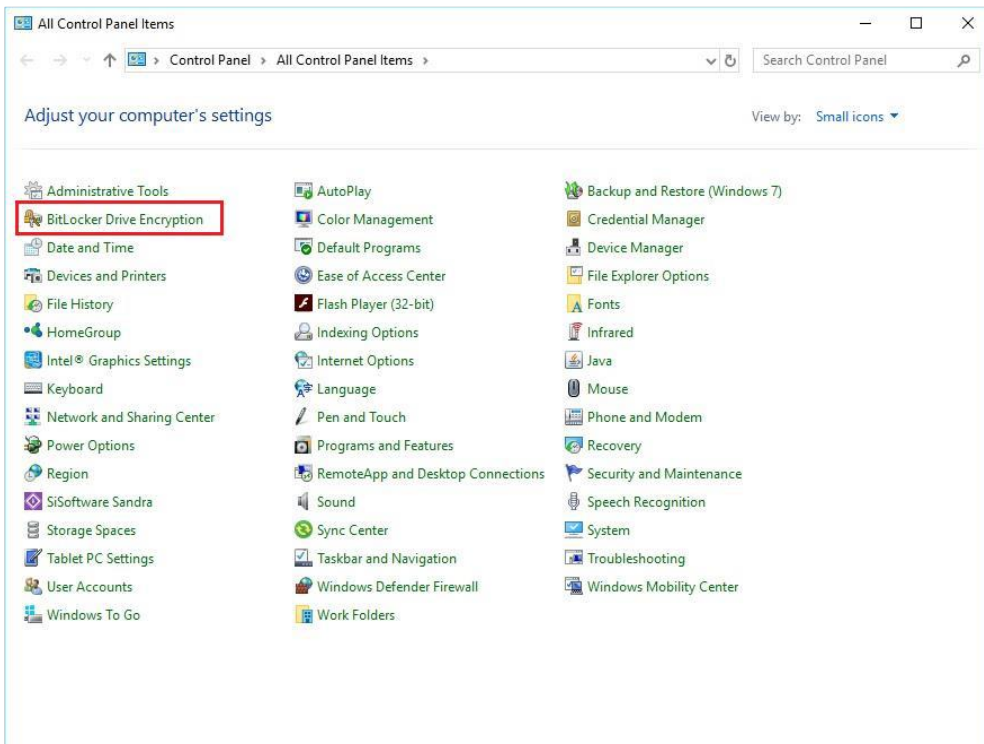 All Control Panel Items
Control Panel > All Control Panel Items >
Search Control Panel
Adjust your computer's settings
View by: Small icons
Administrative Tools
AutoPlay
Backup and Restore (Windows 7)
BitLocker Drive Encryption
Color Management
Credential Manager
Date and Time
Default Programs
Device Manager
Devices and Printers
Ease of Access Center
File Explorer Options
File History
Flash Player (32-bit)
Fonts
HomeGroup
Indexing Options
Infrared
Intel® Graphics Settings
Internet Options
Java
Keyboard
Language
Mouse
Network and Sharing Center
Pen and Touch
Phone and Modem
Power Options
Programs and Features
Recovery
Region
RemoteApp and Desktop Connections
Security and Maintenance
SiSoftware Sandra
Sound
Speech Recognition
Storage Spaces
Sync Center
System
Tablet PC Settings
Taskbar and Navigation
Troubleshooting
User Accounts
Windows Defender Firewall
Windows Mobility Center
Windows To Go
Work Folders